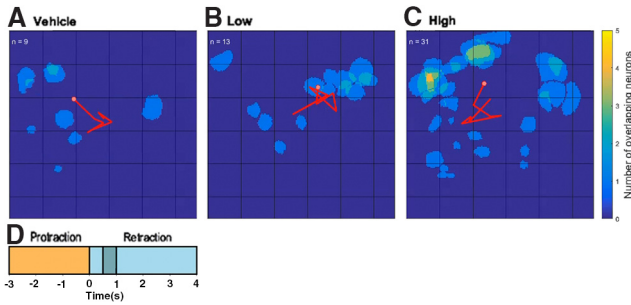 A Vehicle
n = 9
B Low
n = 13
C High
n = 31
5
4
3
2
1
0
Number of overlapping neurons
D
Protraction Retraction
-3 -2 -1 0 1 2 3 4
Time(s)